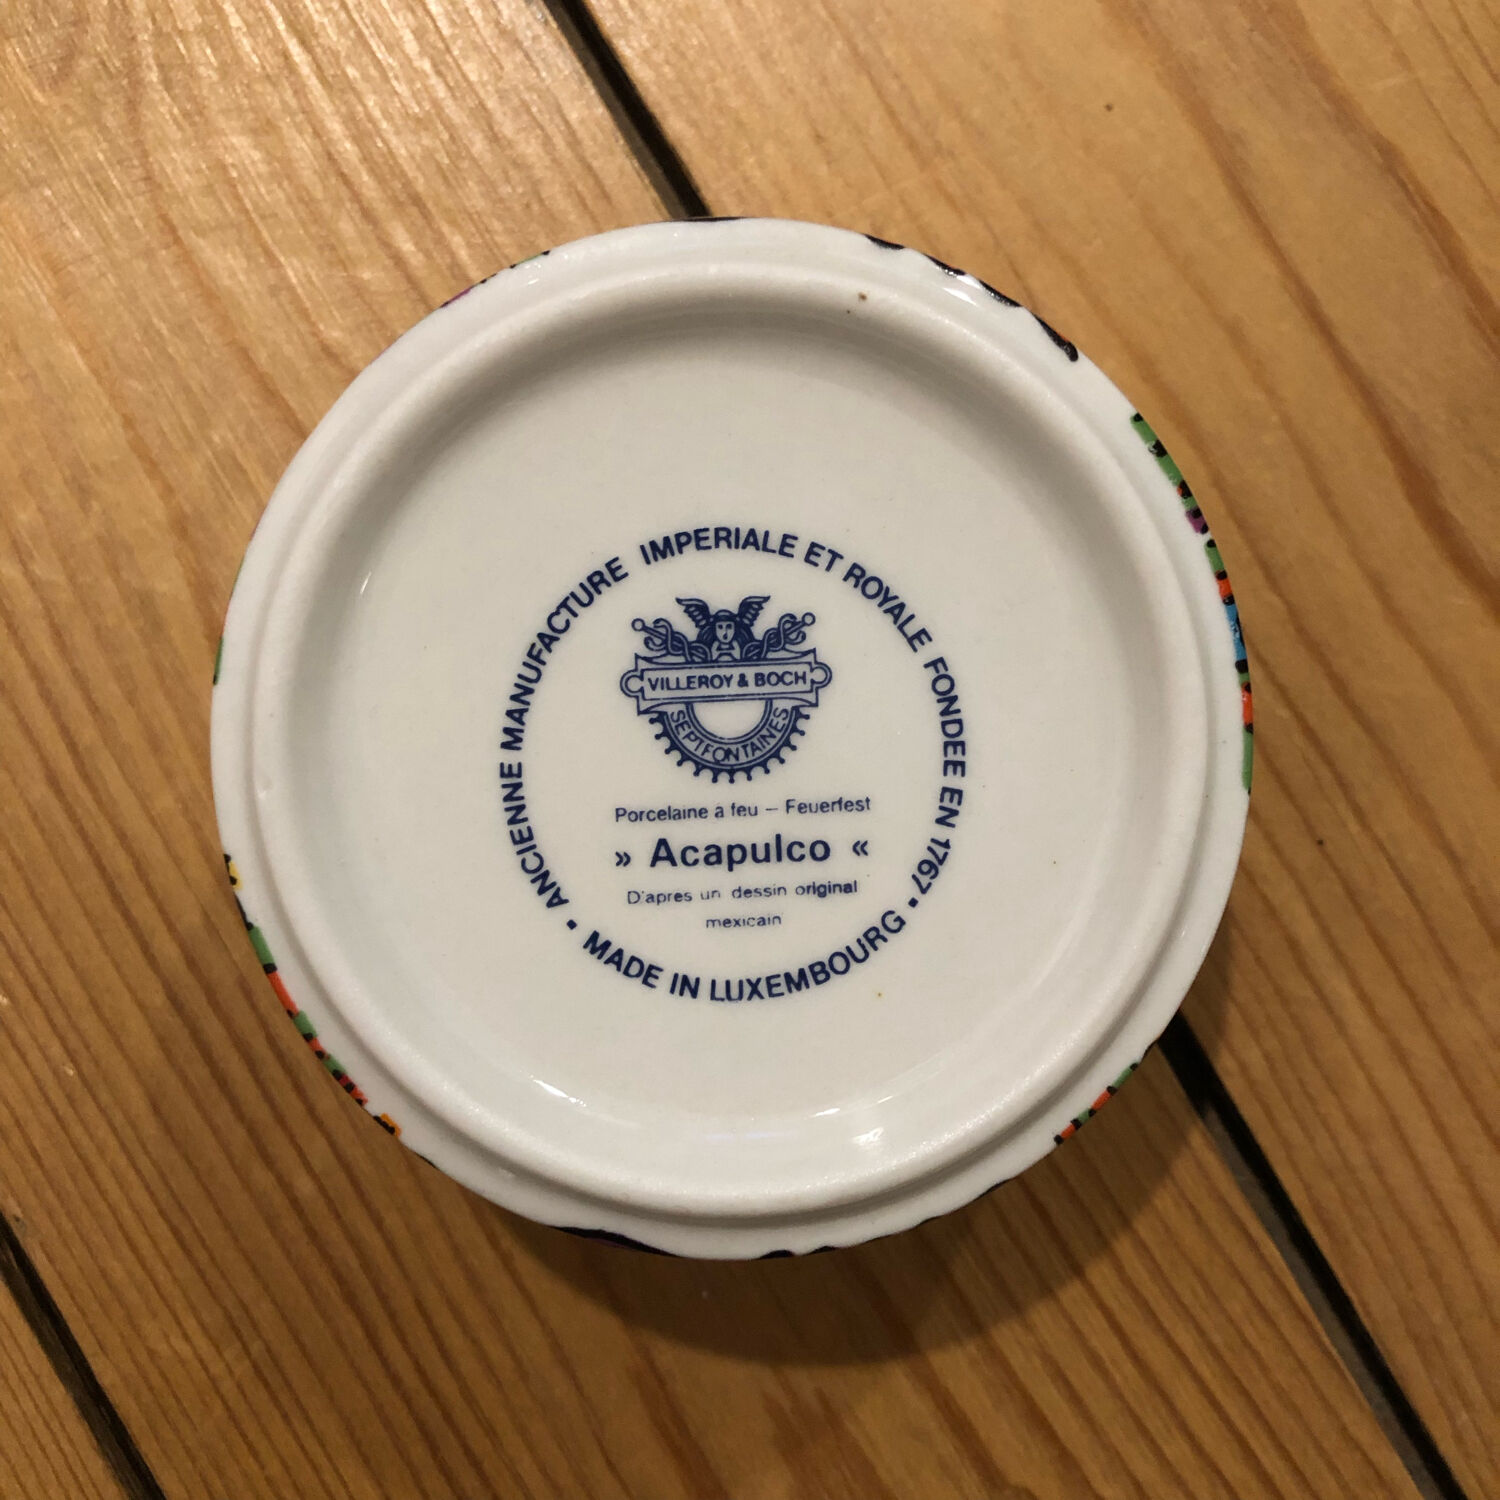 ANCIENNE MANUFACTURE IMPERIALE ET ROYALE FONDEE EN 1767 •
VILLEROY & BOCH
SEPTFONTAINES
Porcelaine a feu – Feuerfest
» Acapulco «
D'apres un dessin original
mexicain
• MADE IN LUXEMBOURG